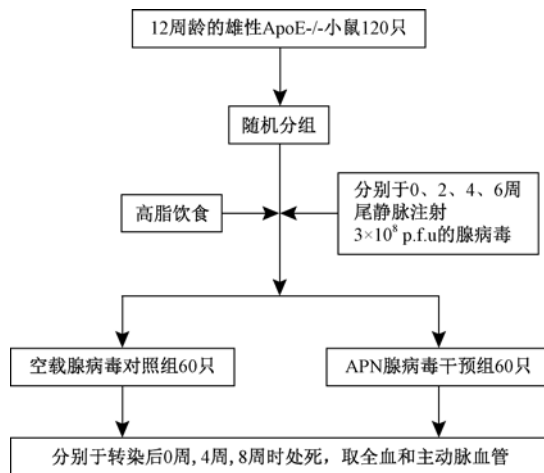 12周龄的雄性ApoE-/-小鼠120只
随机分组
高脂饮食
分别于0、2、4、6周
尾静脉注射
3×10⁸ p.f.u的腺病毒
空载腺病毒对照组60只
APN腺病毒干预组60只
分别于转染后0周, 4周, 8周时处死，取全血和主动脉血管